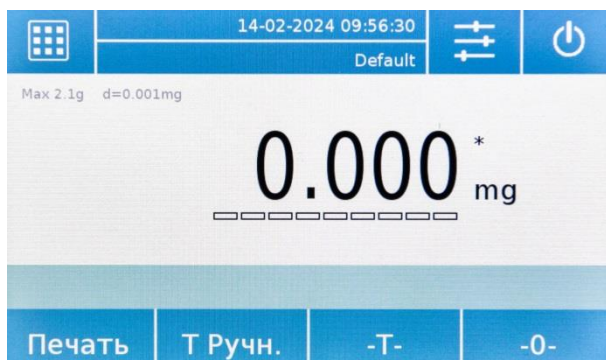 14-02-2024 09:56:30
Default
Max 2.1g d=0.001mg
0.000 * mg
Печать Т Ручн. -T- -0-